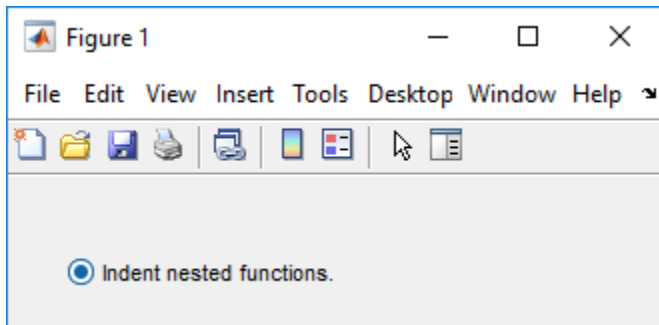 Figure 1
File Edit View Insert Tools Desktop Window Help
Indent nested functions.